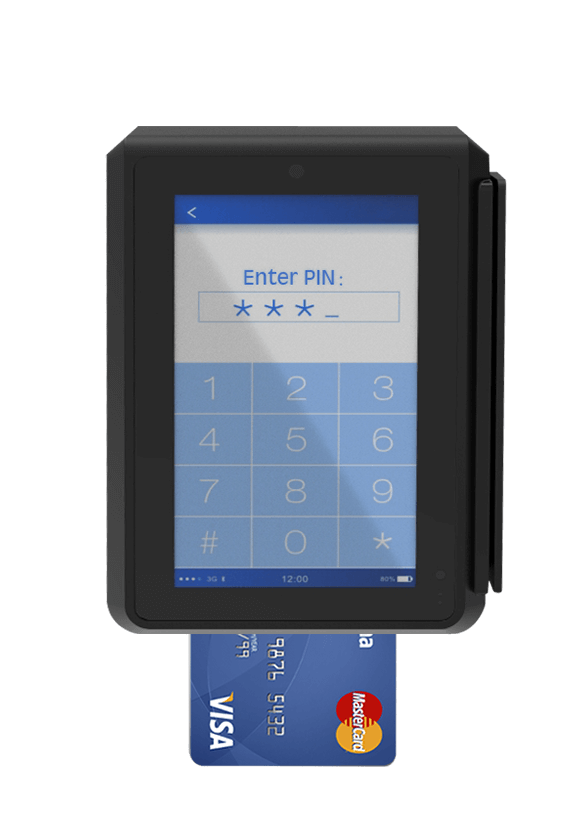 <
Enter PIN:
***_
1 2 3
4 5 6
7 8 9
# 0 *
3G 12:00 80%
9876 5432
/99
VISA
MasterCard